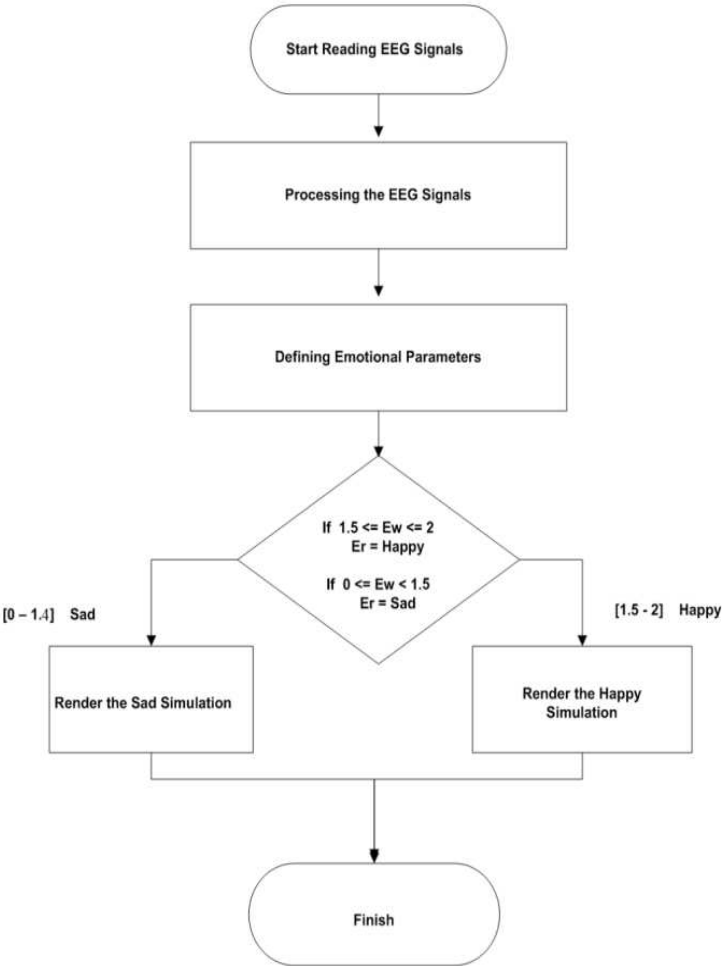 Start Reading EEG Signals
Processing the EEG Signals
Defining Emotional Parameters
If 1.5 <= Ew <= 2
Er = Happy
If 0 <= Ew < 1.5
Er = Sad
[0 – 1.4] Sad
[1.5 - 2] Happy
Render the Sad Simulation
Render the Happy
Simulation
Finish